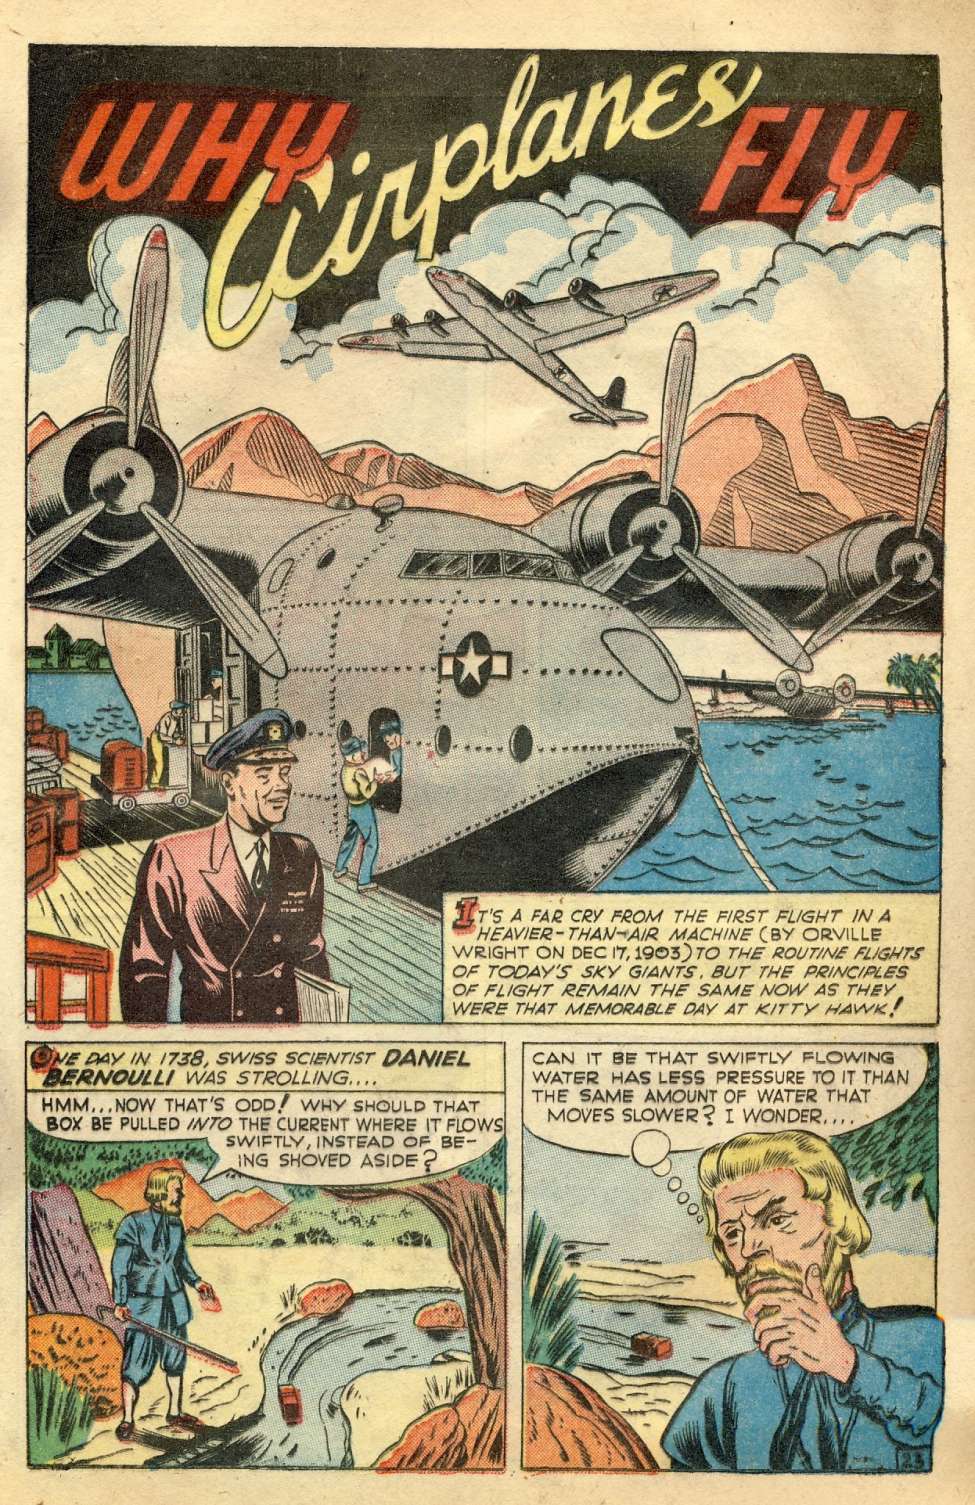 WHY Airplanes FLY
IT'S A FAR CRY FROM THE FIRST FLIGHT IN A
HEAVIER-THAN-AIR MACHINE (BY ORVILLE
WRIGHT ON DEC 17, 1903) TO THE ROUTINE FLIGHTS
OF TODAY'S SKY GIANTS, BUT THE PRINCIPLES
OF FLIGHT REMAIN THE SAME NOW AS THEY
WERE THAT MEMORABLE DAY AT KITTY HAWK!
ONE DAY IN 1738, SWISS SCIENTIST DANIEL
BERNOULLI WAS STROLLING....
HMM...NOW THAT'S ODD! WHY SHOULD THAT
BOX BE PULLED INTO THE CURRENT WHERE IT FLOWS
SWIFTLY, INSTEAD OF BE-
ING SHOVED ASIDE?
CAN IT BE THAT SWIFTLY FLOWING
WATER HAS LESS PRESSURE TO IT THAN
THE SAME AMOUNT OF WATER THAT
MOVES SLOWER? I WONDER....
23